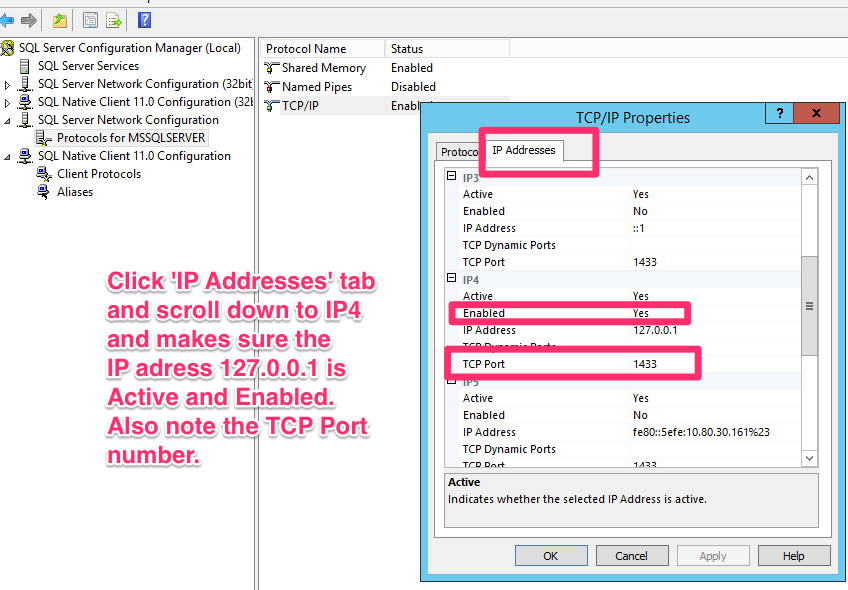 SQL Server Configuration Manager (Local)
SQL Server Services
SQL Server Network Configuration (32bit
SQL Native Client 11.0 Configuration (32b
SQL Server Network Configuration
Protocols for MSSQLSERVER
SQL Native Client 11.0 Configuration
Client Protocols
Aliases
Protocol Name Status
Shared Memory Enabled
Named Pipes Disabled
TCP/IP
TCP/IP Properties
? X
IP Addresses
IP3
Active Yes
Enabled No
IP Address ::1
TCP Dynamic Ports
TCP Port 1433
IP4
Active Yes
Enabled Yes
IP Address 127.0.0.1
TCP Dynamic Ports
TCP Port 1433
IP5
Active Yes
Enabled No
IP Address fe80::5efe:10.80.30.161%23
TCP Dynamic Ports
TCP Port 1433
Active
Indicates whether the selected IP Address is active.
OK Cancel Apply Help
Click 'IP Addresses' tab
and scroll down to IP4
and makes sure the
IP adress 127.0.0.1 is
Active and Enabled.
Also note the TCP Port
number.